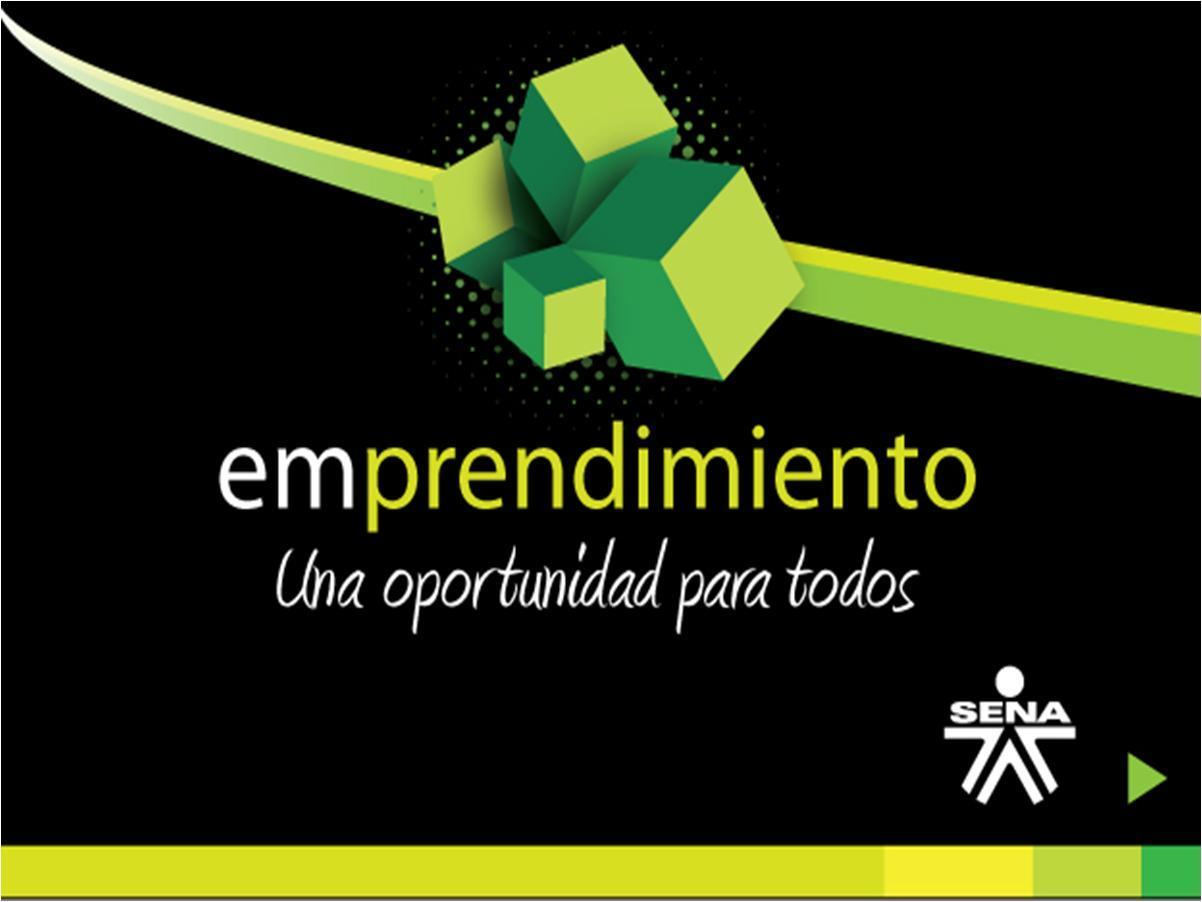 emprendimiento
Una oportunidad para todos
SENA